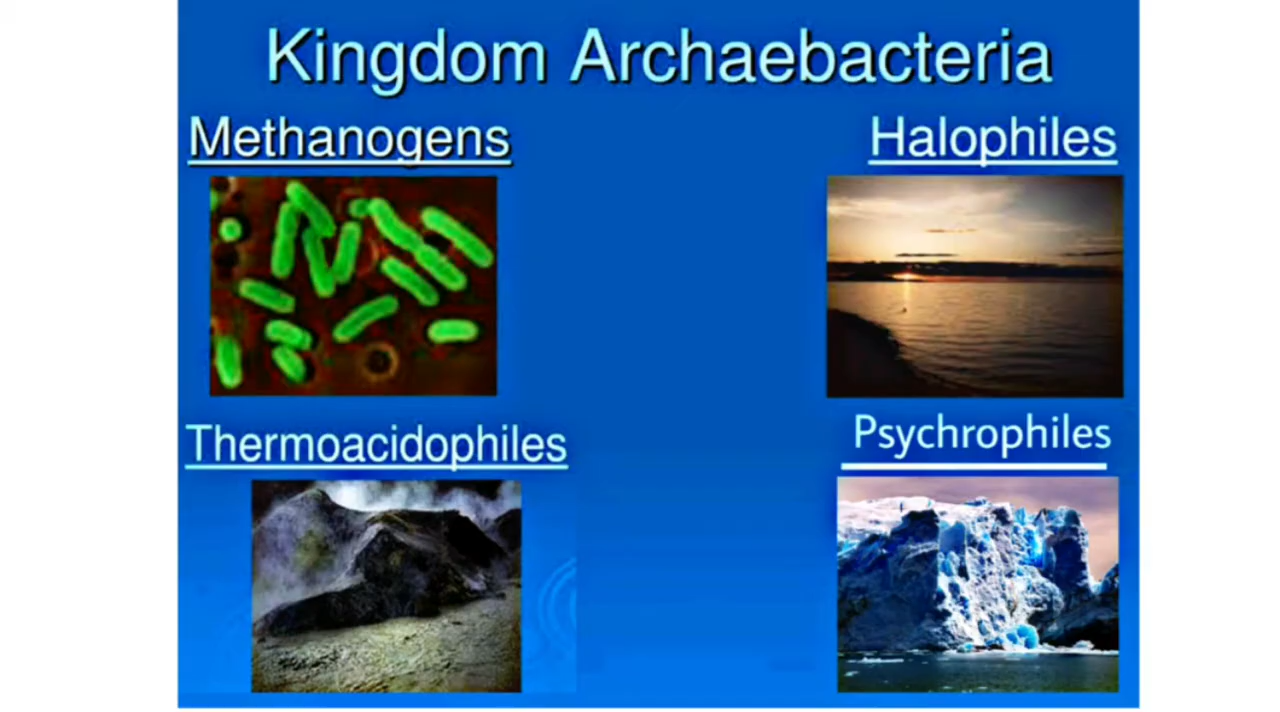 Kingdom Archaebacteria
Methanogens
Halophiles
Thermoacidophiles
Psychrophiles